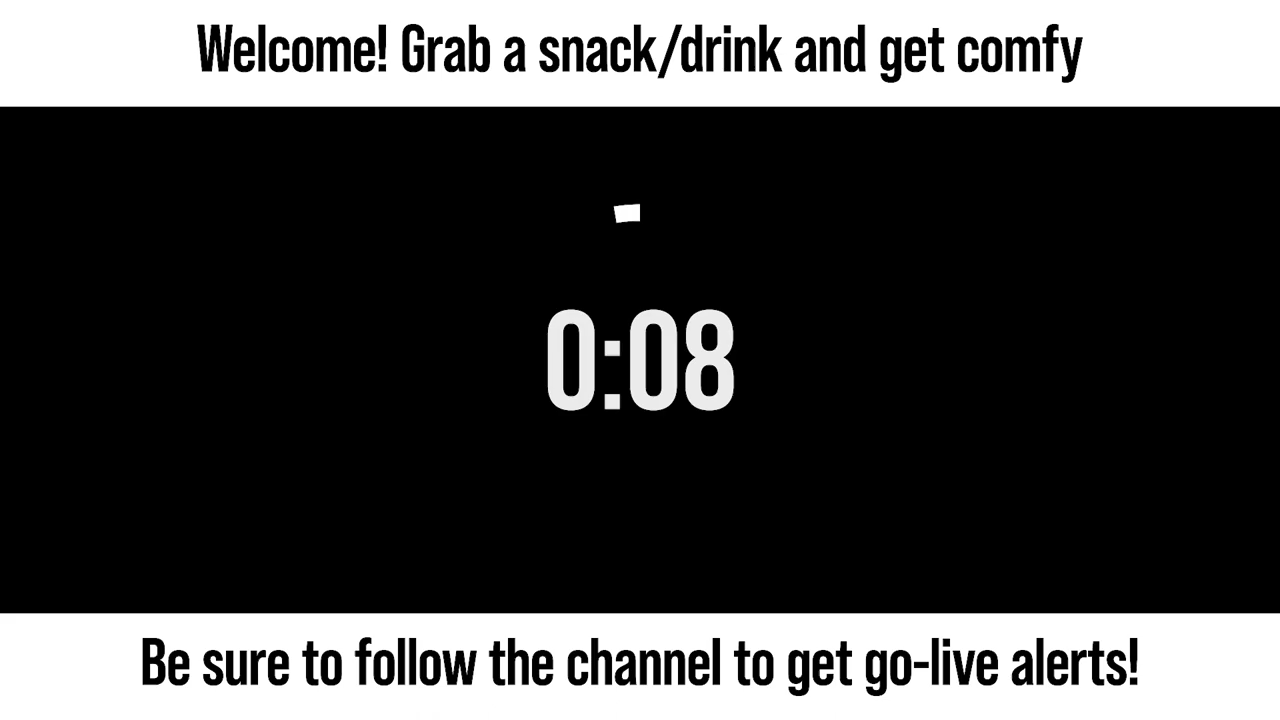 Welcome! Grab a snack/drink and get comfy
0:08
Be sure to follow the channel to get go-live alerts!